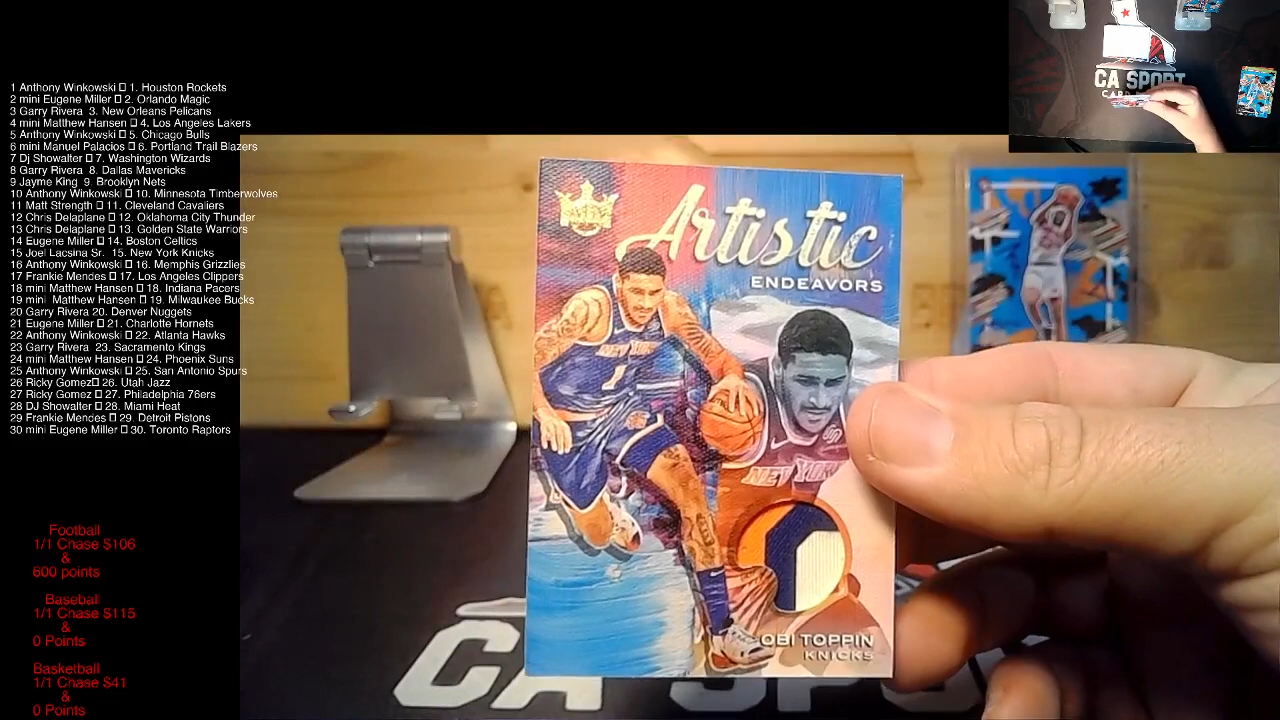 1 Anthony Winkowski 1. Houston Rockets
2 mini Eugene Miller 2. Orlando Magic
3 Garry Rivera 3. New Orleans Pelicans
4 mini Matthew Hansen 4. Los Angeles Lakers
5 Anthony Winkowski 5. Chicago Bulls
6 mini Manuel Palacios 6. Portland Trail Blazers
7 Dj Showalter 7. Washington Wizards
8 Garry Rivera 8. Dallas Mavericks
9 Jayme King 9. Brooklyn Nets
10 Anthony Winkowski 10. Minnesota Timberwolves
11 Matt Strength 11. Cleveland Cavaliers
12 Chris Delaplane 12. Oklahoma City Thunder
13 Chris Delaplane 13. Golden State Warriors
14 Eugene Miller 14. Boston Celtics
15 Joel Lacsina Sr. 15. New York Knicks
16 Anthony Winkowski 16. Memphis Grizzlies
17 Frankie Mendes 17. Los Angeles Clippers
18 mini Matthew Hansen 18. Indiana Pacers
19 mini Matthew Hansen 19. Milwaukee Bucks
20 Garry Rivera 20. Denver Nuggets
21 Eugene Miller 21. Charlotte Hornets
22 Anthony Winkowski 22. Atlanta Hawks
23 Garry Rivera 23. Sacramento Kings
24 mini Matthew Hansen 24. Phoenix Suns
25 Anthony Winkowski 25. San Antonio Spurs
26 Ricky Gomez 26. Utah Jazz
27 Ricky Gomez 27. Philadelphia 76ers
28 DJ Showalter 28. Miami Heat
29 Frankie Mendes 29. Detroit Pistons
30 mini Eugene Miller 30. Toronto Raptors
Football
1/1 Chase $106
&
600 points
Baseball
1/1 Chase $115
&
0 Points
Basketball
1/1 Chase $41
&
0 Points
Artistic
ENDEAVORS
NEW YORK
1
NEW YORK
OBI TOPPIN
KNICKS
CA SPO
CA SPORT